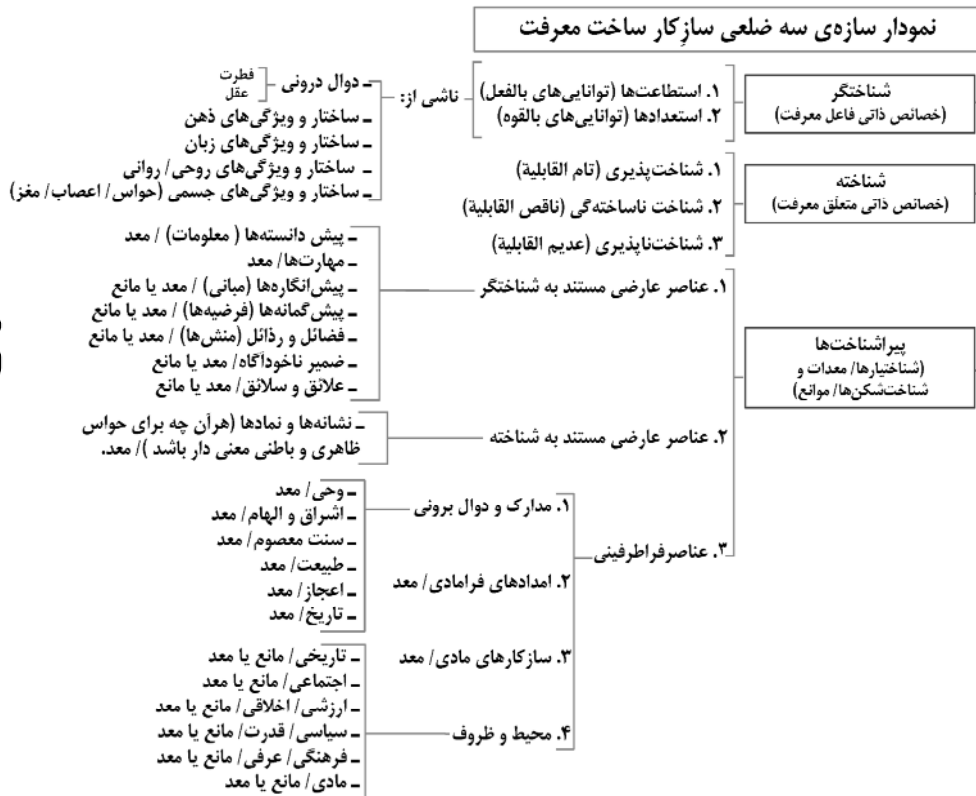 نمودار سازه‌ی سه ضلعی سازِکار ساخت معرفت
شناختگر
(خصائص ذاتی فاعل معرفت)
۱. استطاعت‌ها (توانایی‌های بالفعل)
۲. استعدادها (توانایی‌های بالقوه)
ناشی از:
ـ دوال درونی
فطرت
عقل
ـ ساختار و ویژگی‌های ذهن
ـ ساختار و ویژگی‌های زبان
ـ ساختار و ویژگی‌های روحی/ روانی
ـ ساختار و ویژگی‌های جسمی (حواس/ اعصاب/ مغز)
شناخته
(خصائص ذاتی متعلَق معرفت)
۱. شناخت‌پذیری (تام القابلیة)
۲. شناخت ناساخته‌گی (ناقص القابلیة)
۳. شناخت‌ناپذیری (عدیم القابلیة)
پیراشناخت‌ها
(شناختیارها/ معدات و
شناخت‌شکن‌ها/ موانع)
۱. عناصر عارضی مستند به شناختگر
ـ پیش دانسته‌ها ( معلومات) / معد
ـ مهارت‌ها/ معد
ـ پیش‌انگاره‌ها (مبانی) / معد یا مانع
ـ پیش‌گمانه‌ها (فرضیه‌ها) / معد یا مانع
ـ فضائل و رذائل (منش‌ها) / معد یا مانع
ـ ضمیر ناخودآگاه/ معد یا مانع
ـ علائق و سلائق/ معد یا مانع
۲. عناصر عارضی مستند به شناخته
ـ نشانه‌ها و نمادها (هرآن چه برای حواس
ظاهری و باطنی معنی دار باشد )/ معد.
۳. عناصرفراطرفینی
۱. مدارک و دوال برونی
ـ وحی/ معد
ـ اشراق و الهام/ معد
ـ سنت معصوم/ معد
ـ طبیعت/ معد
ـ اعجاز/ معد
ـ تاریخ/ معد
۲. امدادهای فرامادی/ معد
۳. سازکارهای مادی/ معد
۴. محیط و ظروف
ـ تاریخی/ مانع یا معد
ـ اجتماعی/ مانع یا معد
ـ ارزشی/ اخلاقی/ مانع یا معد
ـ سیاسی/ قدرت/ مانع یا معد
ـ فرهنگی/ عرفی/ مانع یا معد
ـ مادی/ مانع یا معد